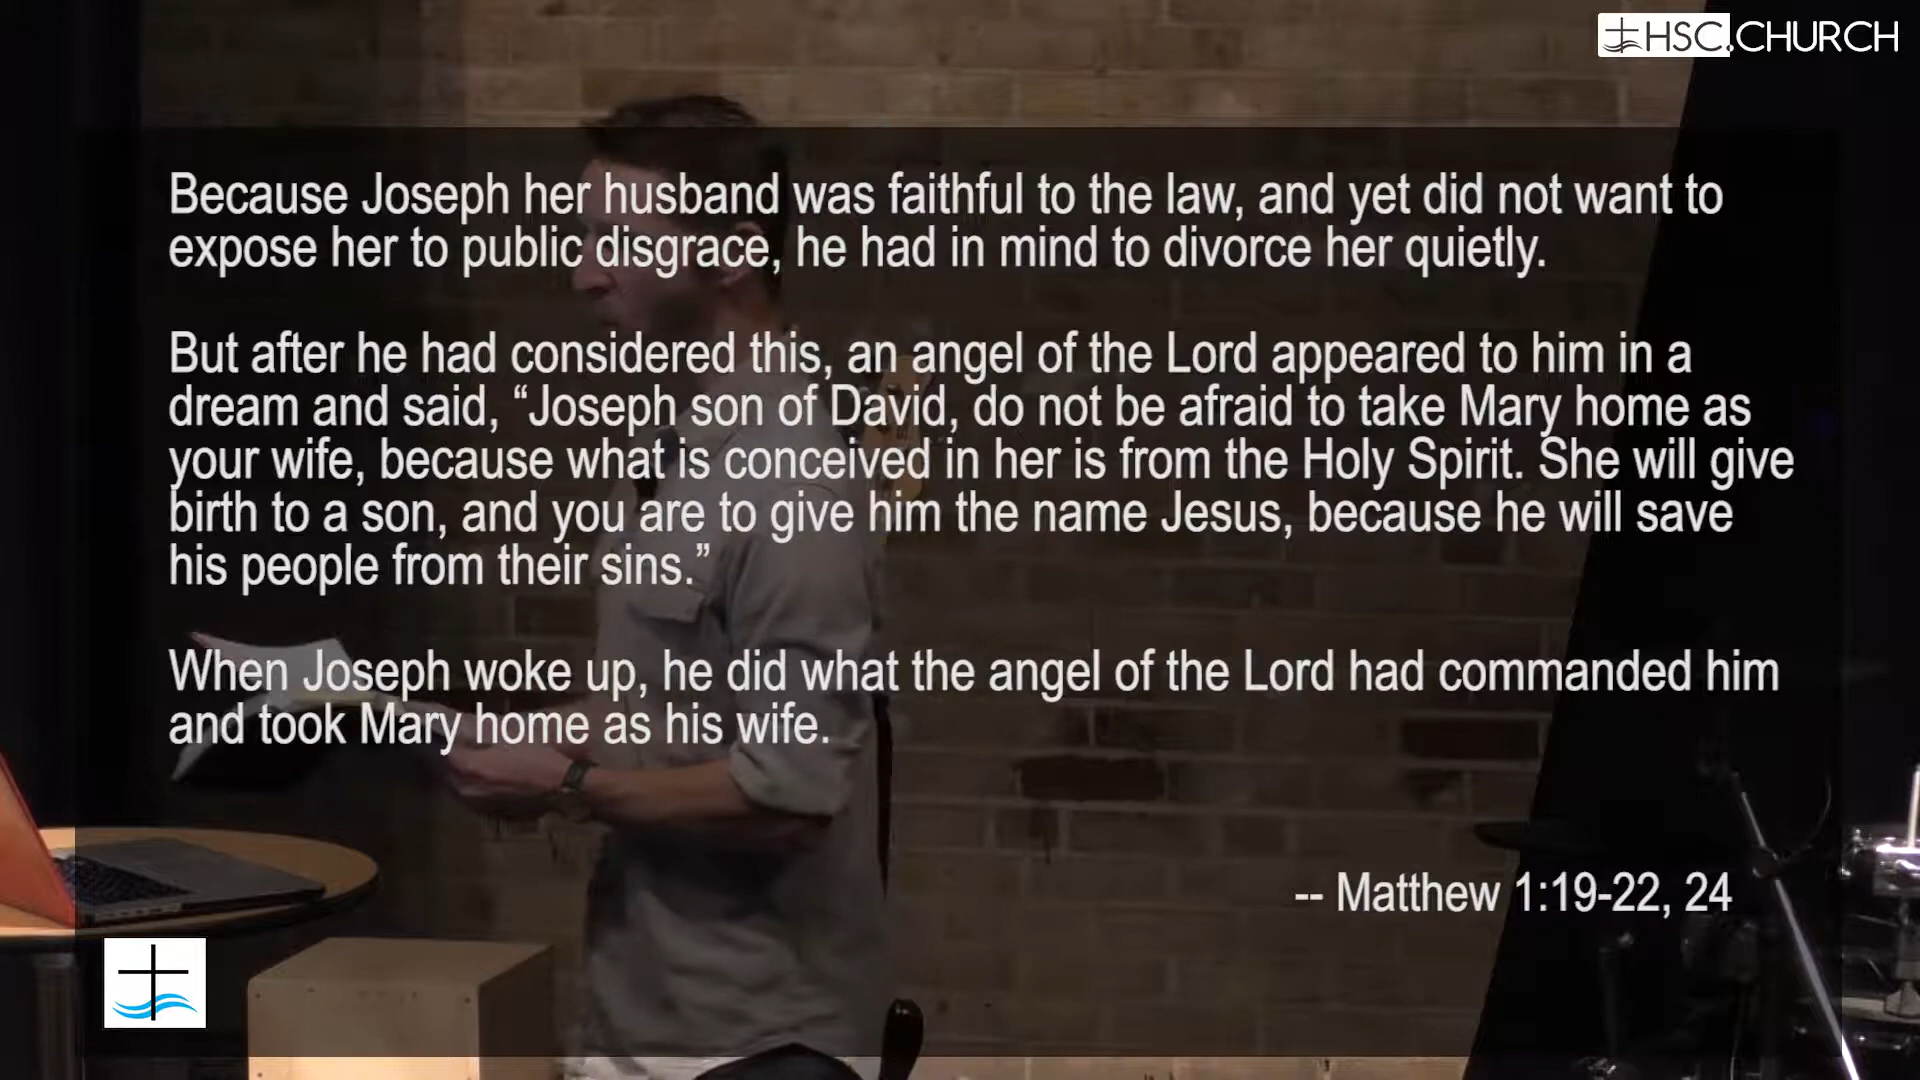 HSC.CHURCH
Because Joseph her husband was faithful to the law, and yet did not want to
expose her to public disgrace, he had in mind to divorce her quietly.
But after he had considered this, an angel of the Lord appeared to him in a
dream and said, “Joseph son of David, do not be afraid to take Mary home as
your wife, because what is conceived in her is from the Holy Spirit. She will give
birth to a son, and you are to give him the name Jesus, because he will save
his people from their sins.”
When Joseph woke up, he did what the angel of the Lord had commanded him
and took Mary home as his wife.
-- Matthew 1:19-22, 24